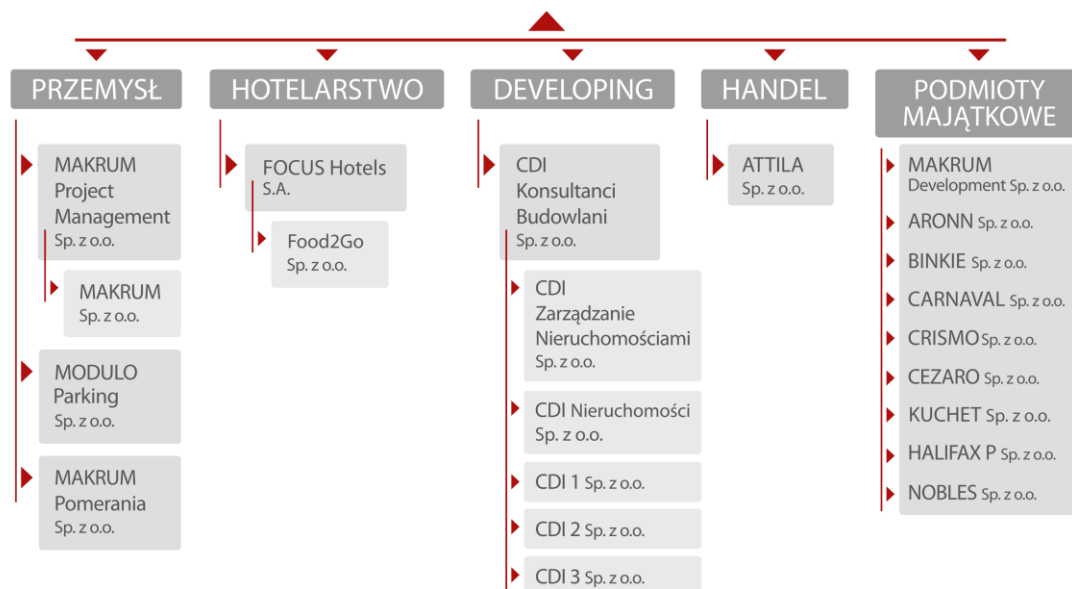 PRZEMYSŁ
MAKRUM
Project
Management
Sp. z o.o.
MAKRUM
Sp. z o.o.
MODULO
Parking
Sp. z o.o.
MAKRUM
Pomerania
Sp. z o.o.
HOTELARSTWO
FOCUS Hotels
S.A.
Food2Go
Sp. z o.o.
DEVELOPING
CDI
Konsultanci
Budowlani
Sp. z o.o.
CDI
Zarządzanie
Nieruchomościami
Sp. z o.o.
CDI Nieruchomości
Sp. z o.o.
CDI 1 Sp. z o.o.
CDI 2 Sp. z o.o.
CDI 3 Sp. z o.o.
HANDEL
ATTILA
Sp. z o.o.
PODMIOTY
MAJĄTKOWE
MAKRUM
Development Sp. z o.o.
ARONN Sp. z o.o.
BINKIE Sp. z o.o.
CARNAVAL Sp. z o.o.
CRISMO Sp. z o.o.
CEZARO Sp. z o.o.
KUCHET Sp. z o.o.
HALIFAX P Sp. z o.o.
NOBLES Sp. z o.o.